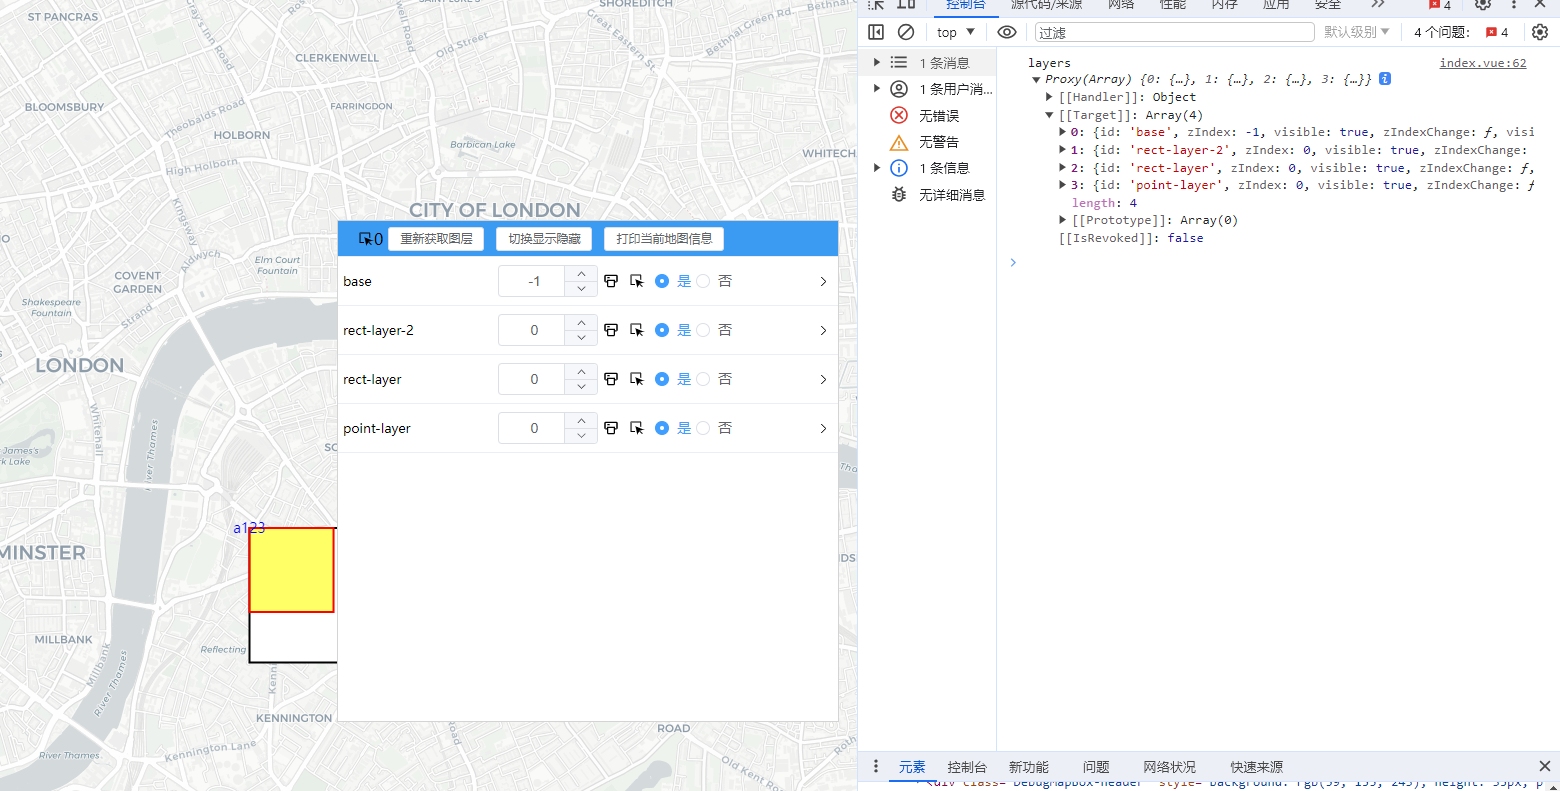 SHOREDITCH
ST PANCRAS
Great Eastern St
Bethnal Green Rd
Bethnal
Gray's Inn Road
Old Street
CLERKENWELL
Bethnal Green Road
BLOOMSBURY
FARRINGDON
Theobalds Road
HOLBORN
Barbican Lake
WHITECH
High Holborn
Kingsway
CITY OF LONDON
Aldwych
Elm Court
Fountain
COVENT
GARDEN
Shakespeare
Fountain
Strand
LONDON
Whitehall
River Thames
James's
rk Lake
MINSTER
a123
MILLBANK
Millbank
Reflecting
River Thames
KENNINGTON
ROAD
Kennington Lane
River Thames
Old Kent Road
0
重新获取图层
切换显示隐藏
打印当前地图信息
base
-1
是
否
rect-layer-2
0
是
否
rect-layer
0
是
否
point-layer
0
是
否
控制台
源代码/来源
网络
性能
内存
应用
安全
4
top
过滤
默认级别
4 个问题:
4
1 条消息
1 条用户消...
无错误
无警告
1 条信息
无详细消息
layers
index.vue:62
Proxy(Array) {0: {…}, 1: {…}, 2: {…}, 3: {…}}
[[Handler]]: Object
[[Target]]: Array(4)
0: {id: 'base', zIndex: -1, visible: true, zIndexChange: ƒ, visi
1: {id: 'rect-layer-2', zIndex: 0, visible: true, zIndexChange:
2: {id: 'rect-layer', zIndex: 0, visible: true, zIndexChange: ƒ,
3: {id: 'point-layer', zIndex: 0, visible: true, zIndexChange: ƒ
length: 4
[[Prototype]]: Array(0)
[[IsRevoked]]: false
元素
控制台
新功能
问题
网络状况
快速来源